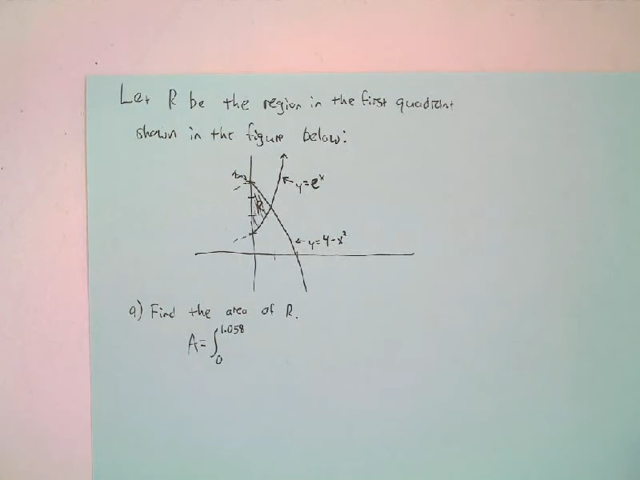 Let R be the region in the first quadrant
shown in the figure below:
y=e^x
R
y=4-x^2
a) Find the area of R.
A=∫_0^1.058